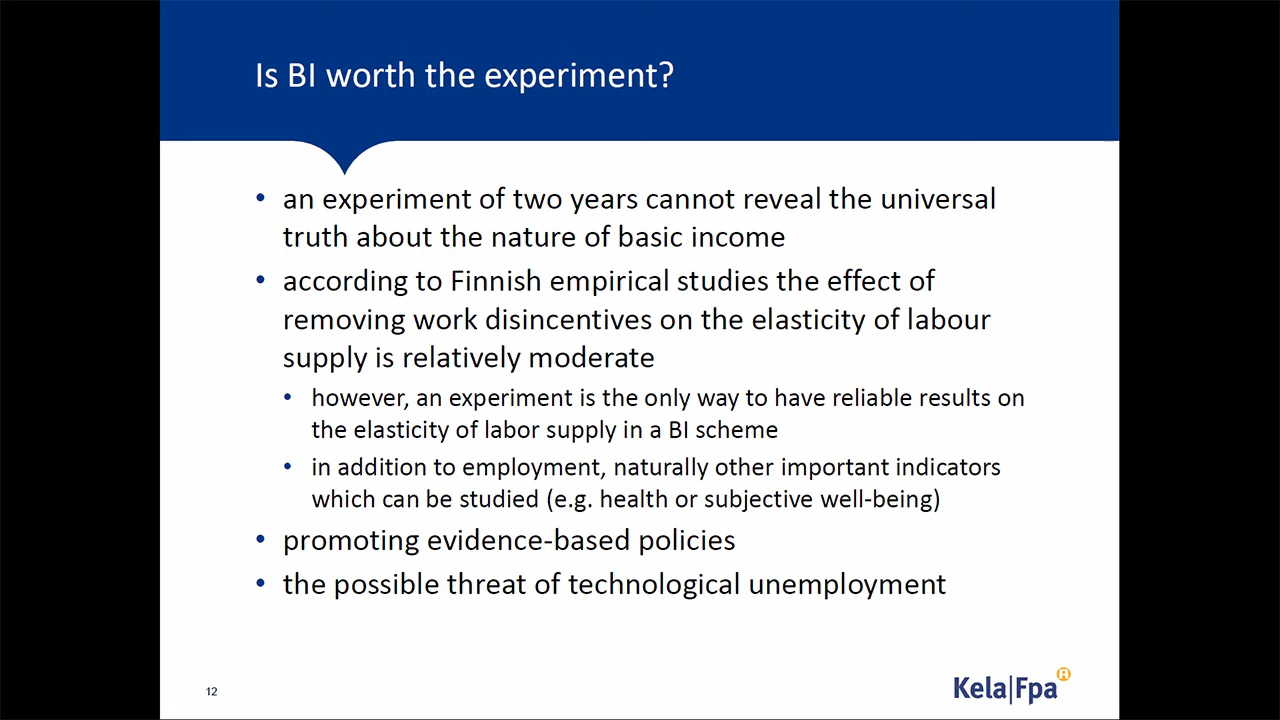 Is BI worth the experiment?
• an experiment of two years cannot reveal the universal
truth about the nature of basic income
• according to Finnish empirical studies the effect of
removing work disincentives on the elasticity of labour
supply is relatively moderate
• however, an experiment is the only way to have reliable results on
the elasticity of labor supply in a BI scheme
• in addition to employment, naturally other important indicators
which can be studied (e.g. health or subjective well-being)
• promoting evidence-based policies
• the possible threat of technological unemployment
12
Kela|Fpa